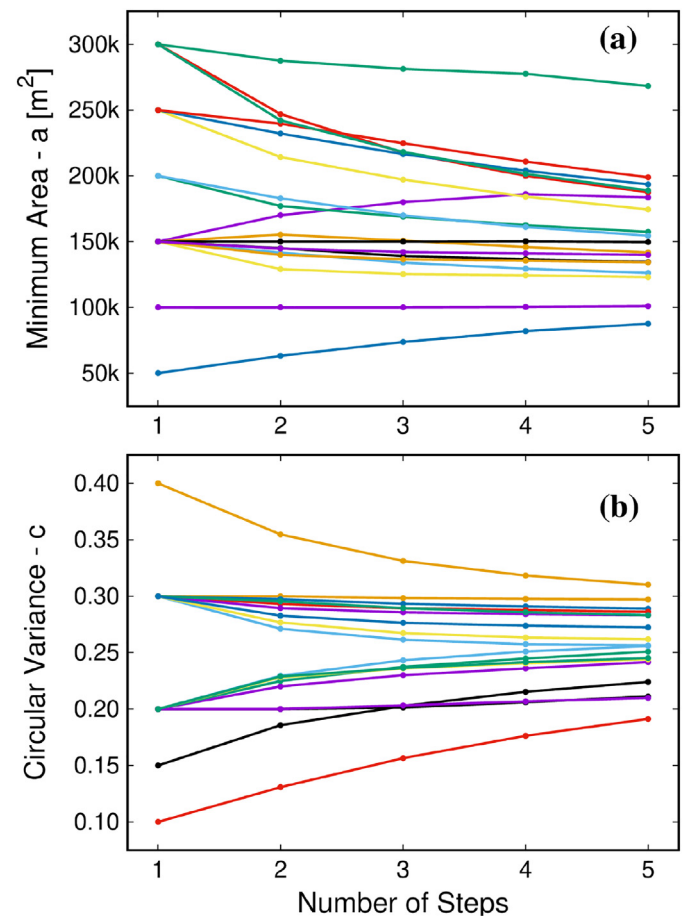 (a)
Minimum Area - a [m²]
300k
250k
200k
150k
100k
50k
1 2 3 4 5
(b)
Circular Variance - c
0.40
0.35
0.30
0.25
0.20
0.15
0.10
1 2 3 4 5
Number of Steps